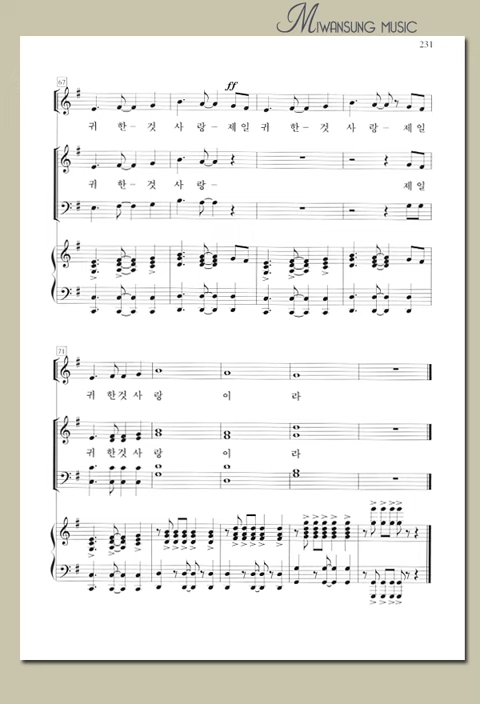 MIWANSUNG MUSIC
231
67
ff
귀 한- 것 사 랑- 제일 귀 한- 것 사 랑- 제일
귀 한- 것 사 랑- 제일
71
귀 한것 사 랑 이 라
귀 한것 사 랑 이 라